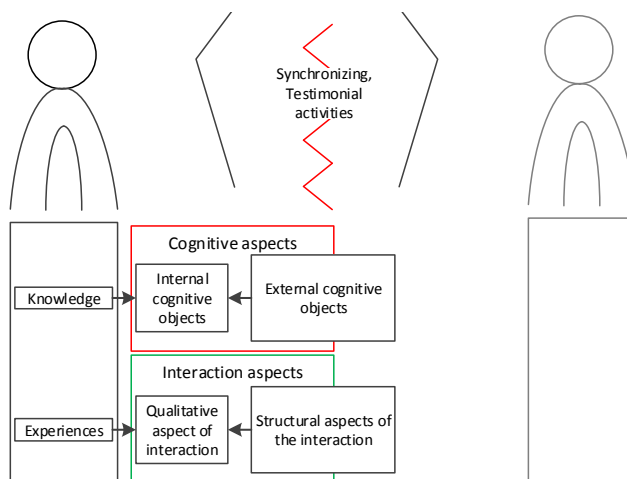 Synchronizing,
Testimonial
activities
Cognitive aspects
Knowledge
Internal
cognitive
objects
External cognitive
objects
Interaction aspects
Experiences
Qualitative
aspect of
interaction
Structural aspects of
the interaction